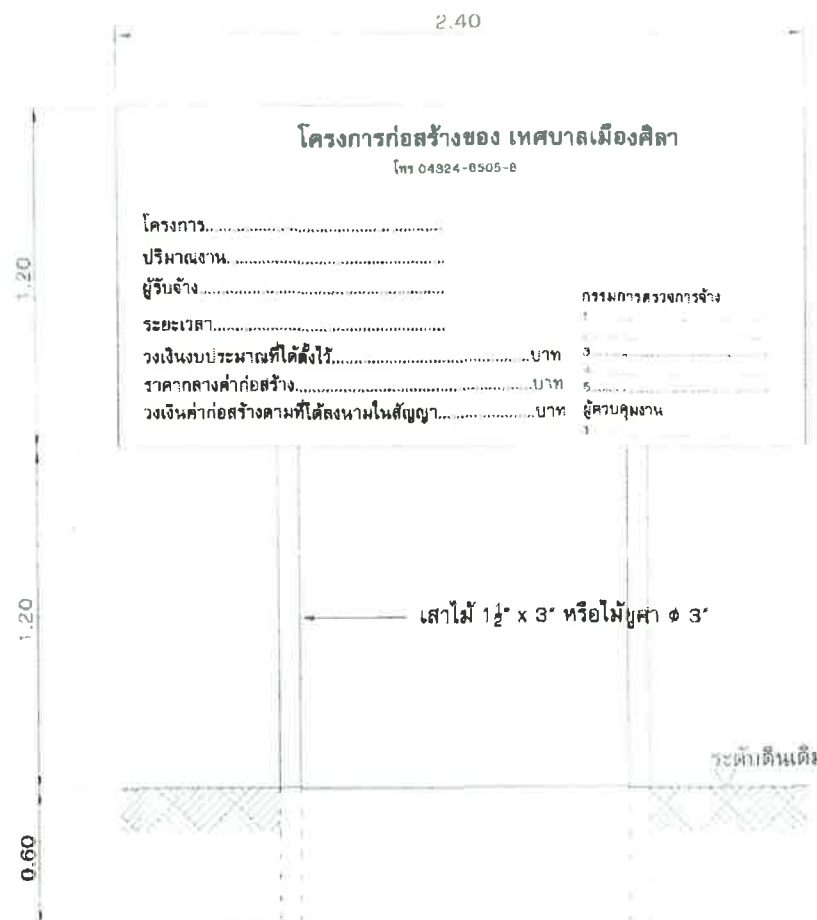 2.40
โครงการก่อสร้างของ เทศบาลเมืองศิลา
โทร 04324-6505-6
1.20
โครงการ........................................
ปริมาณงาน........................................
ผู้รับจ้าง........................................
ระยะเวลา........................................
วงเงินงบประมาณที่ได้ตั้งไว้........................................บาท
ราคากลางค่าก่อสร้าง........................................บาท
วงเงินค่าก่อสร้างตามที่ได้ลงนามในสัญญา....................บาท
กรรมการตรวจการจ้าง
1
3........................................
4
5........................................
ผู้ควบคุมงาน
1
1.20
เสาไม้ 1½" x 3" หรือไม้ยูคา φ 3"
ระดับดินเดิม
0.60